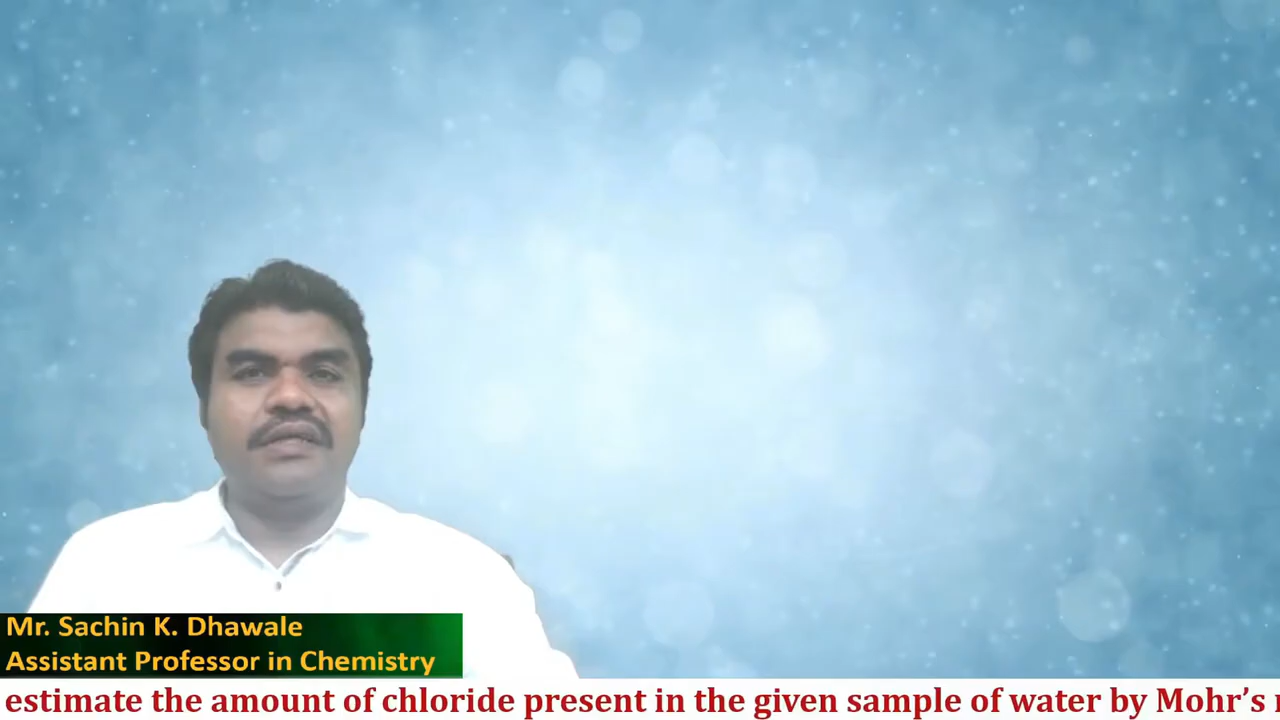 Mr. Sachin K. Dhawale
Assistant Professor in Chemistry
estimate the amount of chloride present in the given sample of water by Mohr’s